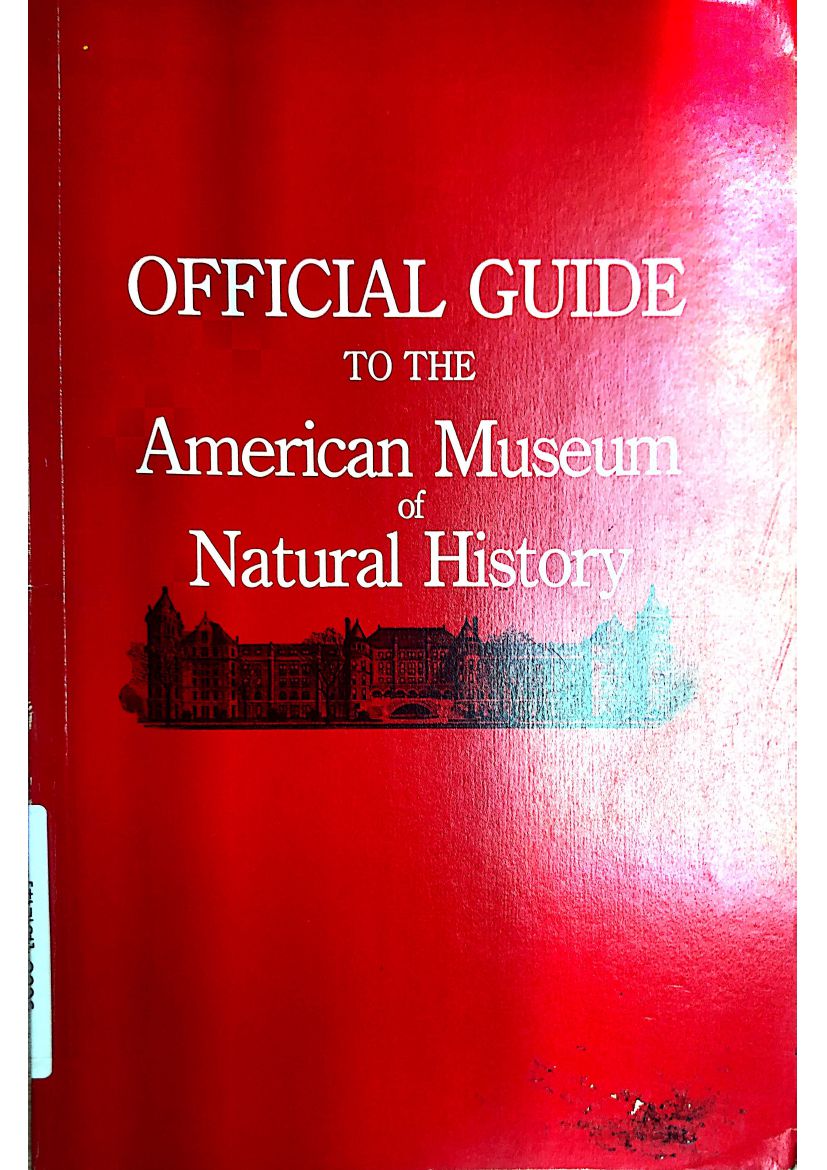 OFFICIAL GUIDE
TO THE
American Museum
of
Natural History